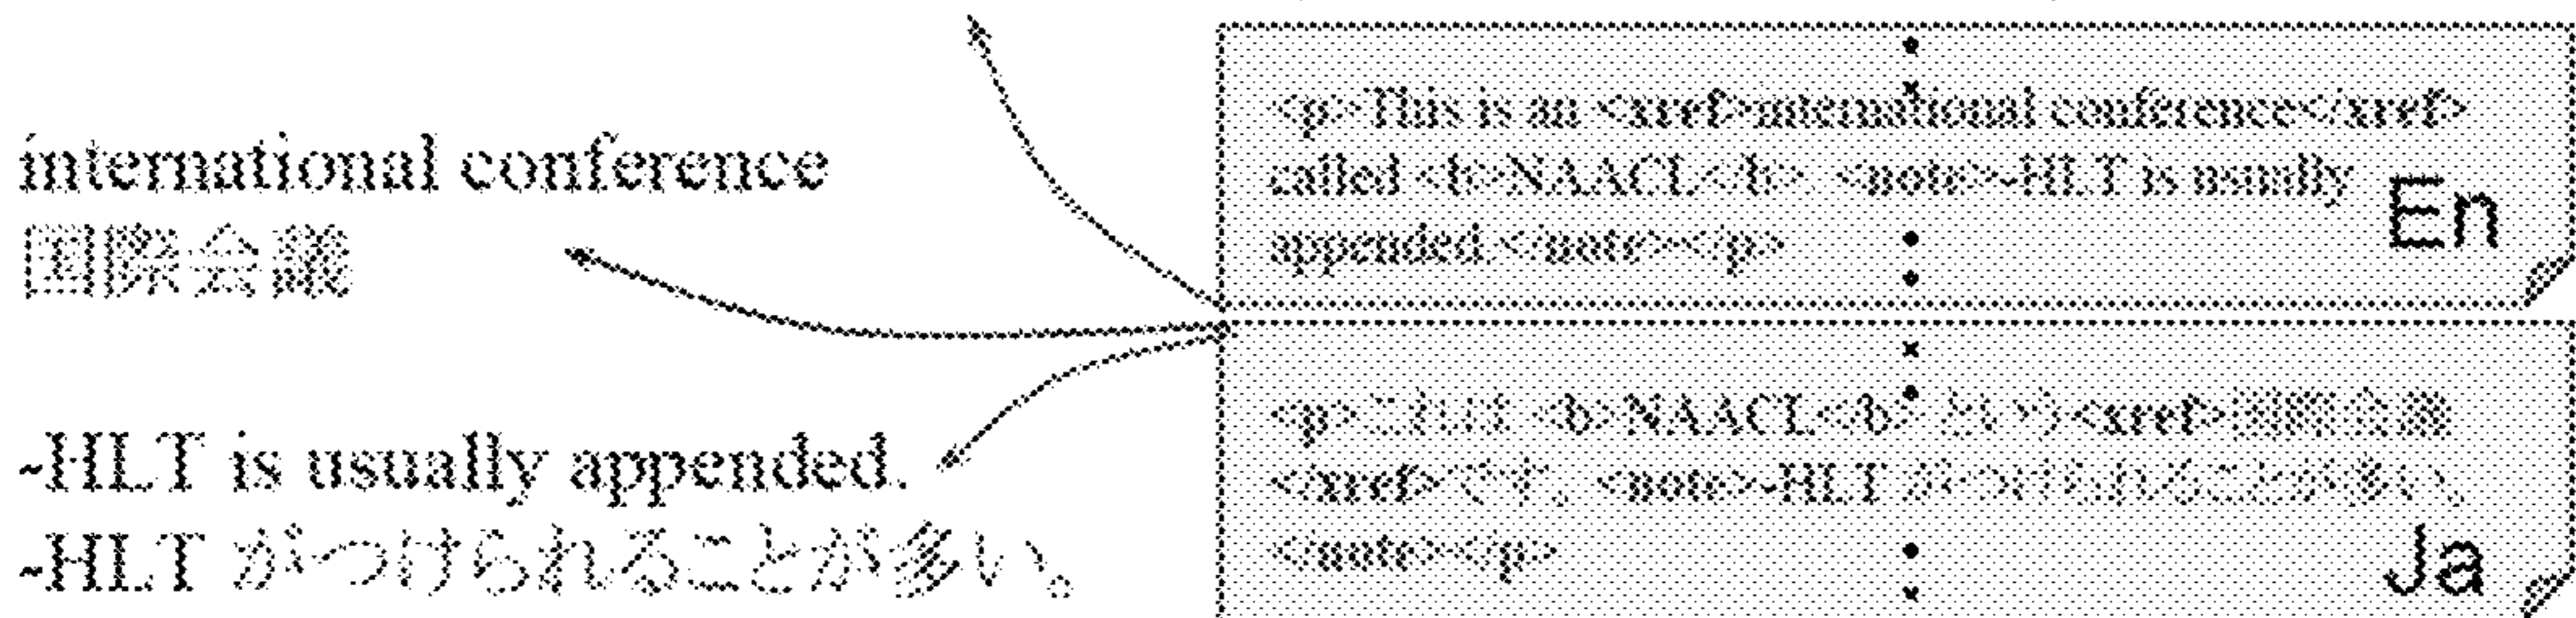 international conference
国際会議
-HLT is usually appended.
-HLT がつけられることが多い。
<p>This is an <xref>international conference</xref>
called <b>NAACL</b>. <note>-HLT is usually
appended.</note></p>
En
<p>これは <b>NAACL</b> という<xref>国際会議
</xref>です。<note>-HLT がつけられることが多い。
</note></p>
Ja